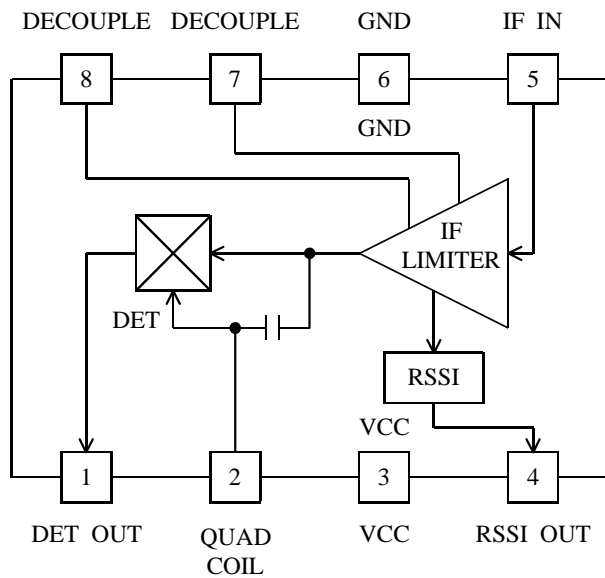 DECOUPLE DECOUPLE GND IF IN
8 7 6 5
GND
IF
LIMITER
DET
RSSI
VCC
1 2 3 4
DET OUT QUAD VCC RSSI OUT
COIL